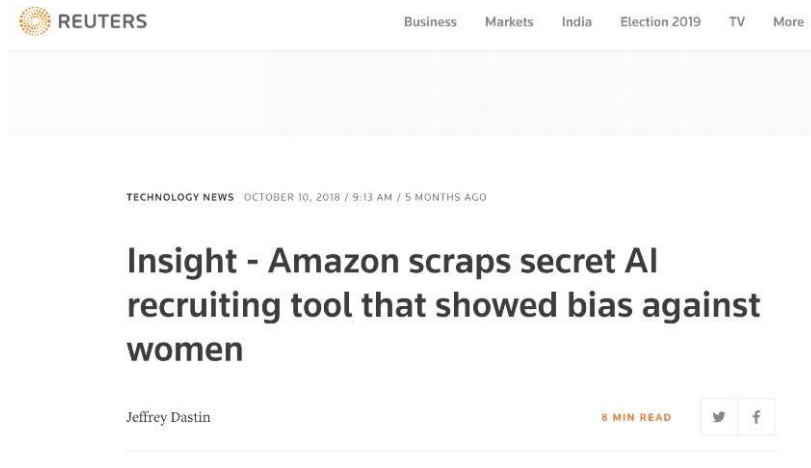 REUTERS Business Markets India Election 2019 TV More
TECHNOLOGY NEWS OCTOBER 10, 2018 / 9:13 AM / 5 MONTHS AGO
Insight - Amazon scraps secret AI
recruiting tool that showed bias against
women
Jeffrey Dastin 8 MIN READ